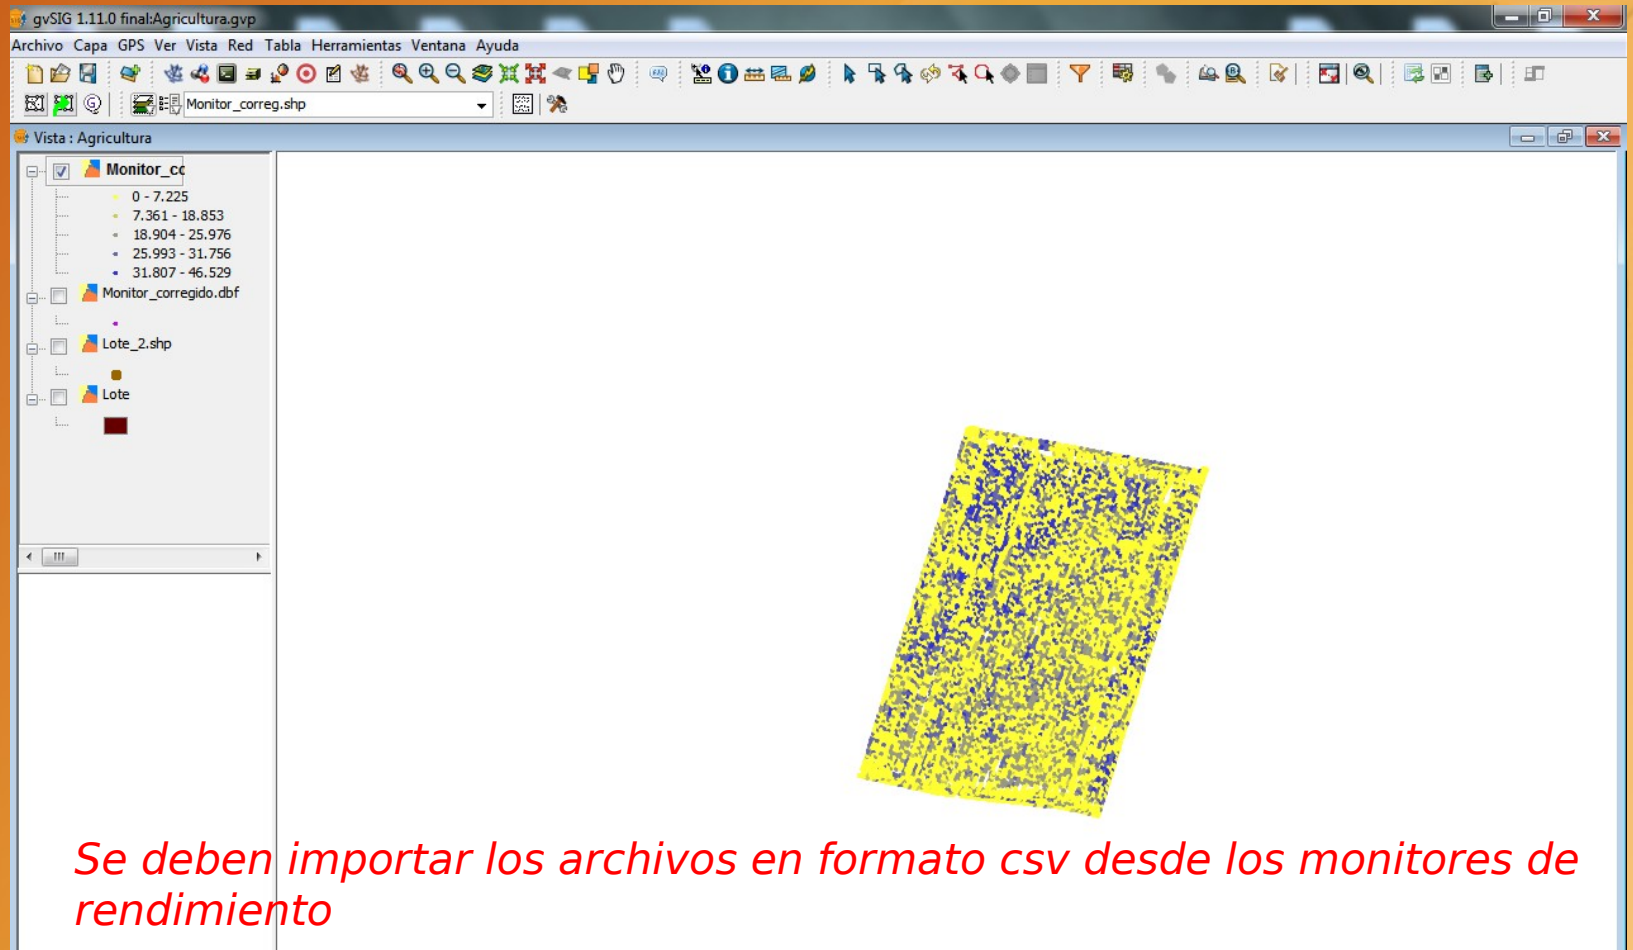 gvSIG 1.11.0 final:Agricultura.gvp
Archivo Capa GPS Ver Vista Red Tabla Herramientas Ventana Ayuda
Monitor_correg.shp
Vista : Agricultura
Monitor_cc
0 - 7.225
7.361 - 18.853
18.904 - 25.976
25.993 - 31.756
31.807 - 46.529
Monitor_corregido.dbf
Lote_2.shp
Lote
Se deben importar los archivos en formato csv desde los monitores de
rendimiento